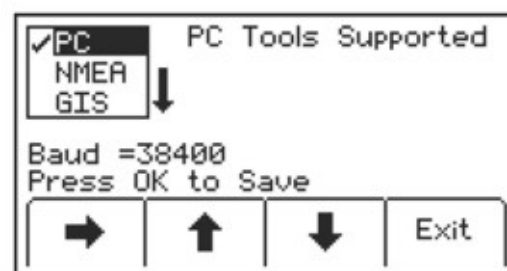 ✓PC PC Tools Supported
NMEA
GIS
Baud =38400
Press OK to Save
Exit